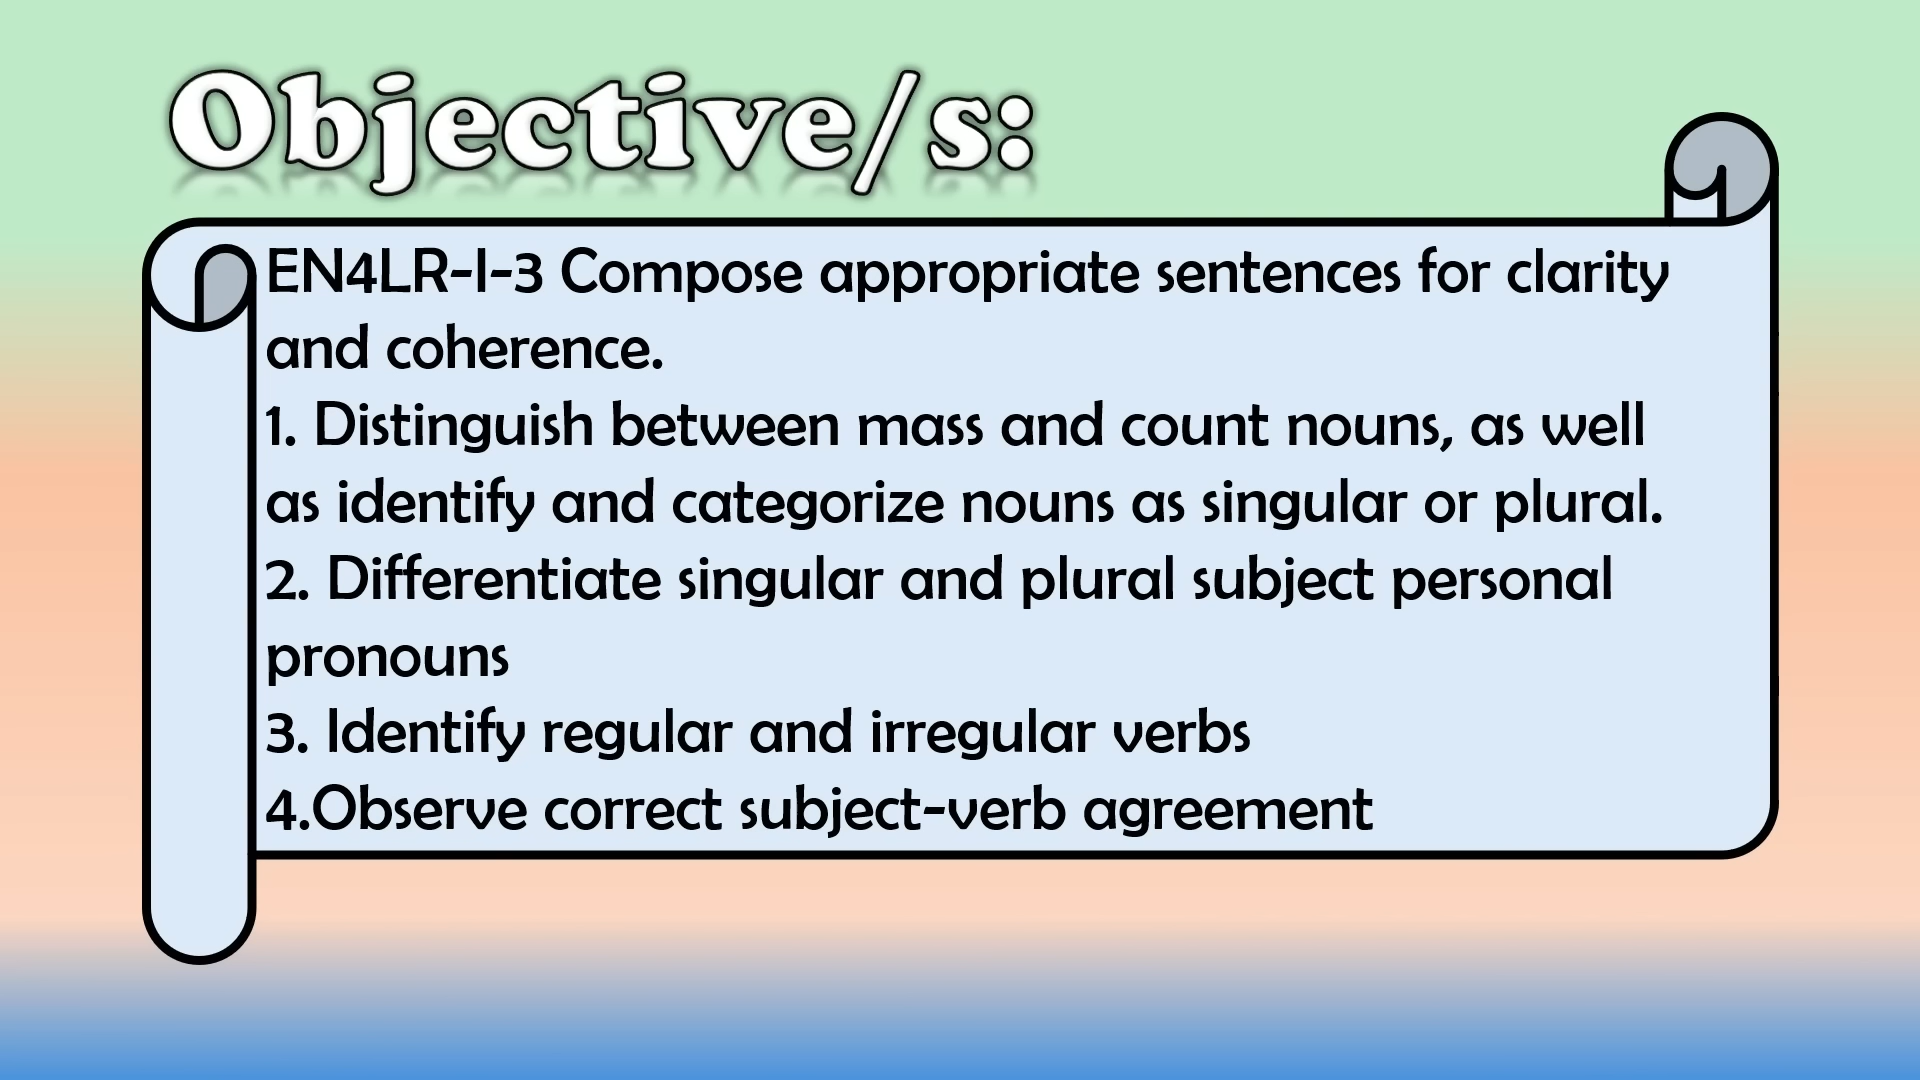 Objective/s:
EN4LR-I-3 Compose appropriate sentences for clarity
and coherence.
1. Distinguish between mass and count nouns, as well
as identify and categorize nouns as singular or plural.
2. Differentiate singular and plural subject personal
pronouns
3. Identify regular and irregular verbs
4.Observe correct subject-verb agreement